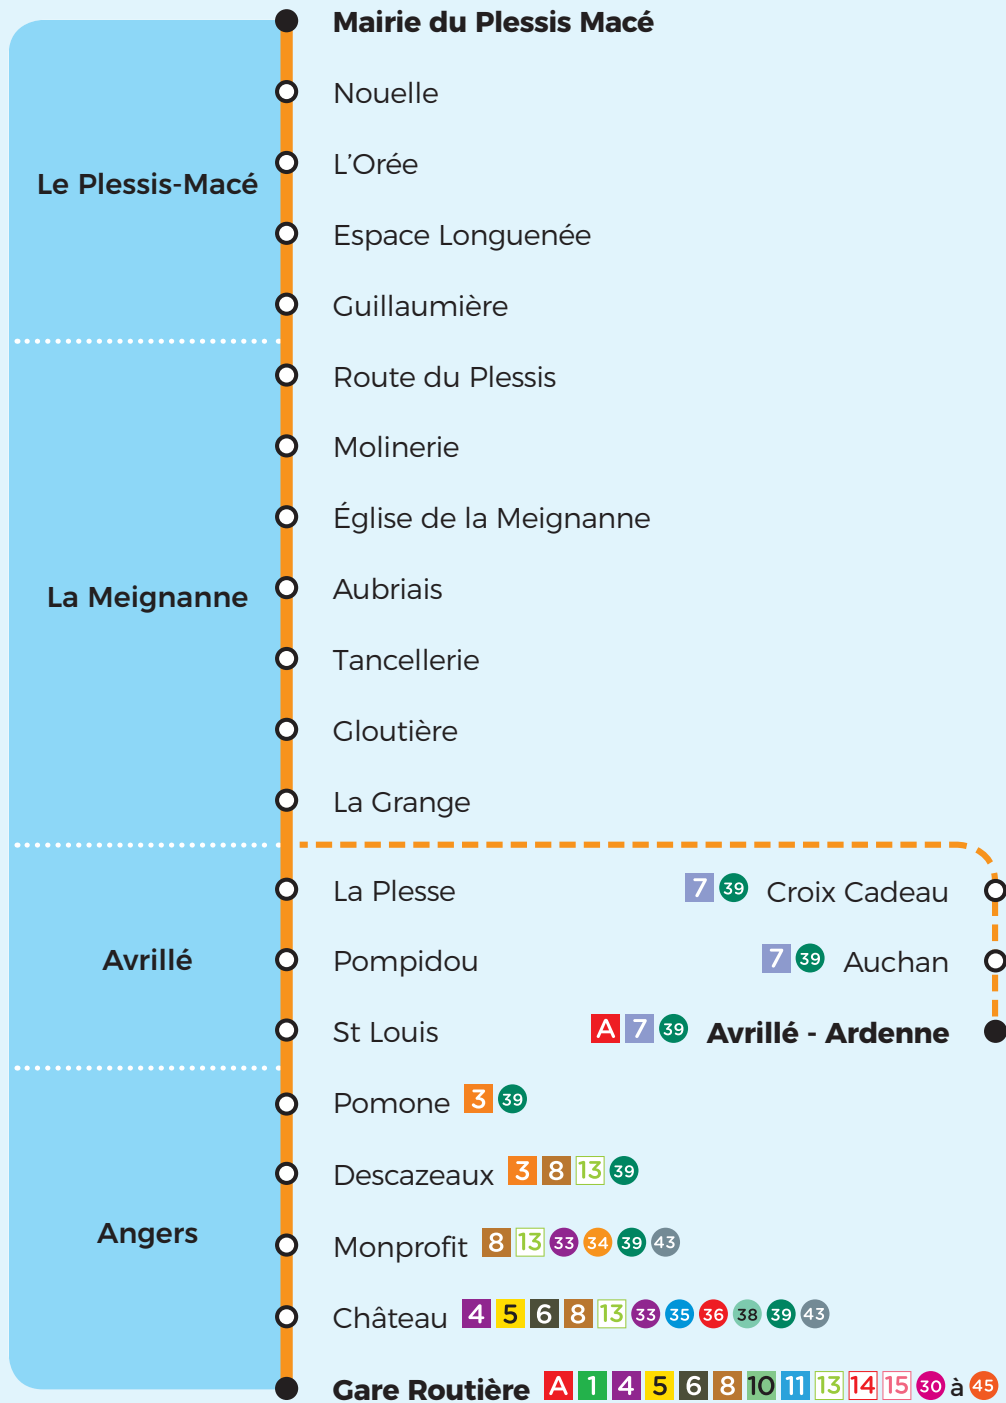 Mairie du Plessis Macé
Nouelle
L'Orée
Le Plessis-Macé
Espace Longuenée
Guillaumière
Route du Plessis
Molinerie
Église de la Meignanne
La Meignanne
Aubriais
Tancellerie
Gloutière
La Grange
La Plesse
7 39 Croix Cadeau
Avrillé
Pompidou
7 39 Auchan
St Louis
A 7 39 Avrillé - Ardenne
Pomone 3 39
Descazeaux 3 8 13 39
Angers
Monprofit 8 13 33 34 39 43
Château 4 5 6 8 13 33 35 36 38 39 43
Gare Routière A 1 4 5 6 8 10 11 13 14 15 30 à 45